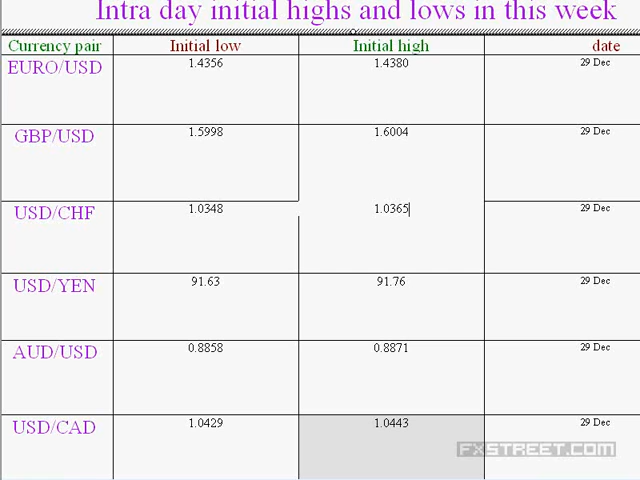 Intra day initial highs and lows in this week
Currency pair Initial low Initial high date
EURO/USD 1.4356 1.4380 29 Dec
GBP/USD 1.5998 1.6004 29 Dec
USD/CHF 1.0348 1.0365 29 Dec
USD/YEN 91.63 91.76 29 Dec
AUD/USD 0.8858 0.8871 29 Dec
USD/CAD 1.0429 1.0443 29 Dec
FXSTREET.COM